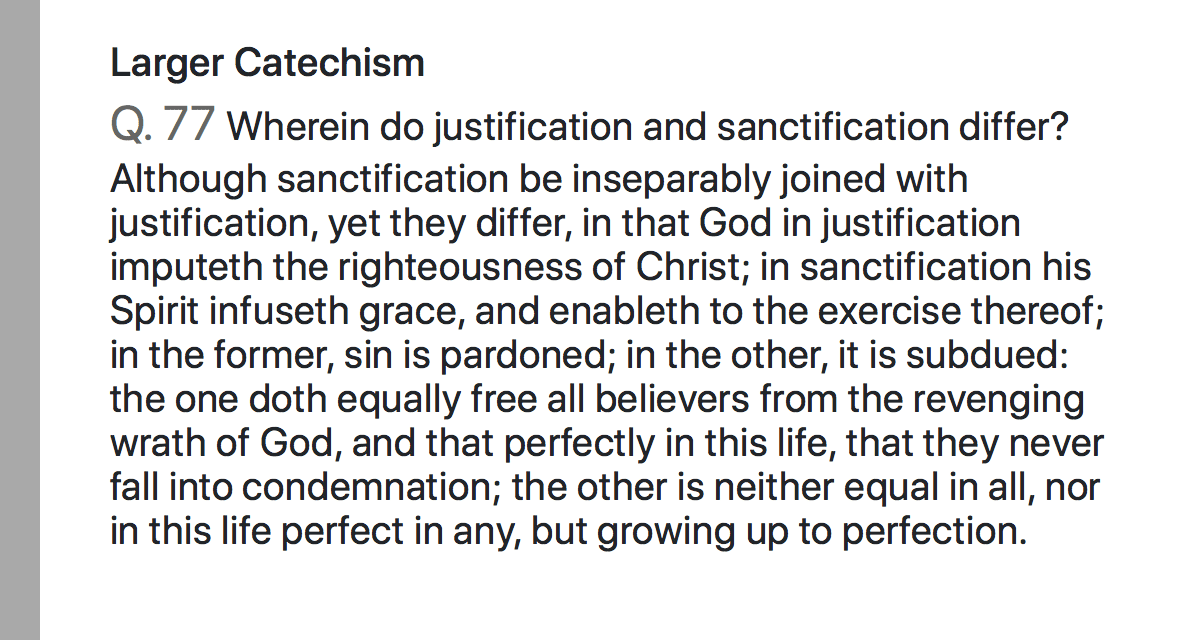 Larger Catechism
Q. 77 Wherein do justification and sanctification differ?
Although sanctification be inseparably joined with
justification, yet they differ, in that God in justification
imputeth the righteousness of Christ; in sanctification his
Spirit infuseth grace, and enableth to the exercise thereof;
in the former, sin is pardoned; in the other, it is subdued:
the one doth equally free all believers from the revenging
wrath of God, and that perfectly in this life, that they never
fall into condemnation; the other is neither equal in all, nor
in this life perfect in any, but growing up to perfection.